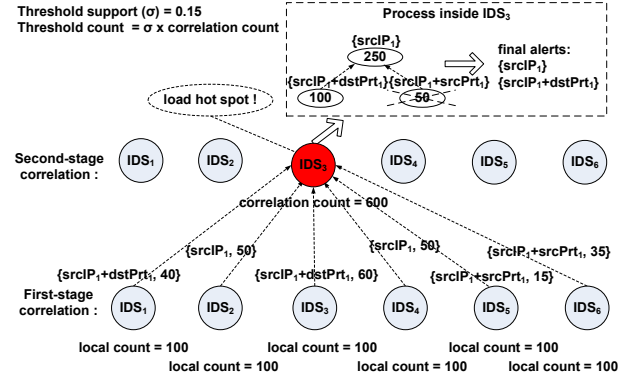 Threshold support (σ) = 0.15
Threshold count = σ x correlation count
Process inside IDS₃
{srcIP₁}
250
{srcIP₁+dstPrt₁}
{srcIP₁+srcPrt₁}
100
50
final alerts:
{srcIP₁}
{srcIP₁+dstPrt₁}
load hot spot !
Second-stage
correlation :
IDS₁
IDS₂
IDS₃
IDS₄
IDS₅
IDS₆
correlation count = 600
{srcIP₁+dstPrt₁, 40}
{srcIP₁, 50}
{srcIP₁+dstPrt₁, 60}
{srcIP₁, 50}
{srcIP₁+srcPrt₁, 15}
{srcIP₁+srcPrt₁, 35}
First-stage
correlation :
IDS₁
IDS₂
IDS₃
IDS₄
IDS₅
IDS₆
local count = 100
local count = 100
local count = 100
local count = 100
local count = 100
local count = 100